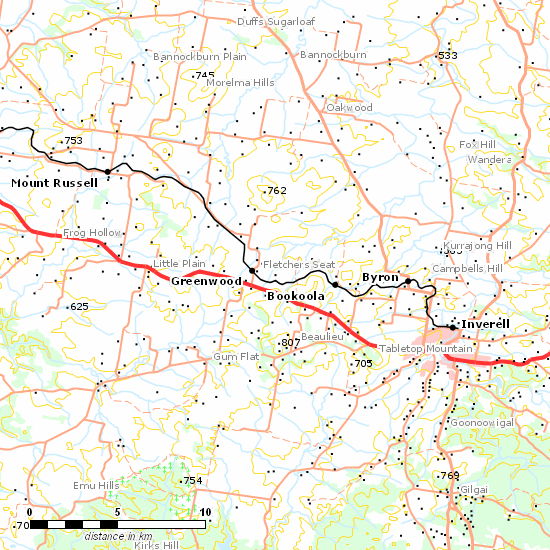 Duffs Sugarloaf
Bannockburn Plain
Bannockburn
.533
.745
Morelma Hills
Oakwood
.753
Fox Hill
Wandera
Mount Russell
.762
Frog Hollow
Kurrajong Hill
Little Plain
Fletchers Seat
Campbells Hill
Greenwood
Byron
Bookoola
.625
Inverell
Beaulieu
.807
Tabletop Mountain
Gum Flat
.705
Goonoowigal
.754
.769
Emu Hills
Gilgai
0 5 10
distance in km
Kirks Hill